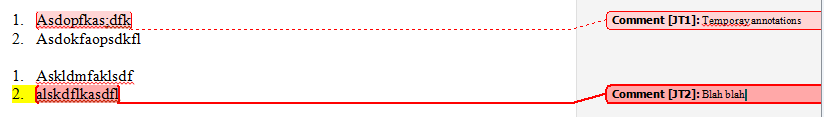 1. Asdopfkas;dfk
Comment [JT1]: Temporay annotations
2. Asdokfaopsdkfl
1. Askldmfaklsdf
2. alskdflkasdfl
Comment [JT2]: Blah blah